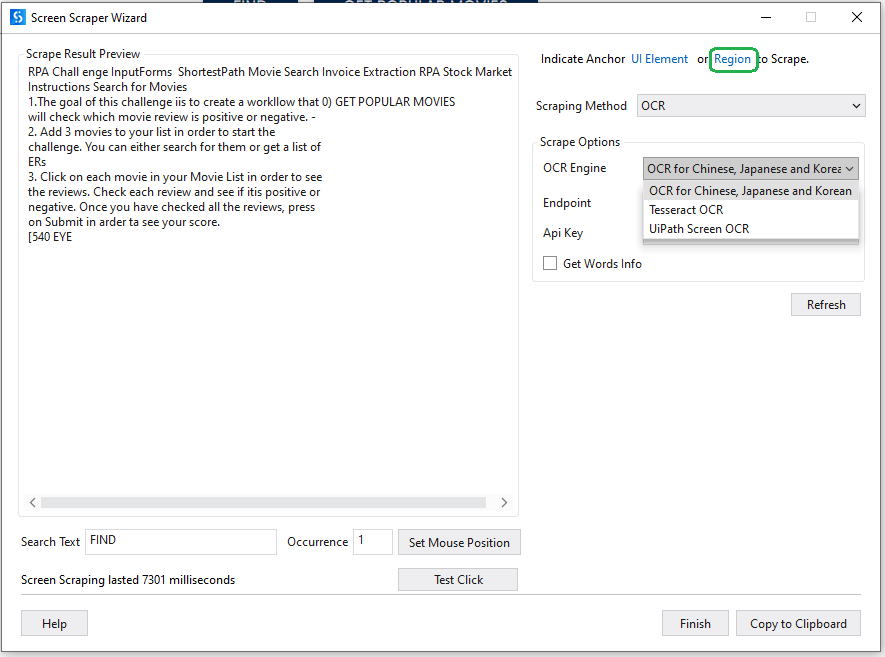 FIND GET POPULAR MOVIES
Screen Scraper Wizard
Scrape Result Preview
RPA Chall enge InputForms ShortestPath Movie Search Invoice Extraction RPA Stock Market
Instructions Search for Movies
1.The goal of this challenge iis to create a workllow that 0) GET POPULAR MOVIES
will check which movie review is positive or negative. -
2. Add 3 movies to your list in order to start the
challenge. You can either search for them or get a list of
ERs
3. Click on each movie in your Movie List in order to see
the reviews. Check each review and see if itis positive or
negative. Once you have checked all the reviews, press
on Submit in arder ta see your score.
[540 EYE
Indicate Anchor UI Element or Region to Scrape.
Scraping Method OCR
Scrape Options
OCR Engine OCR for Chinese, Japanese and Korea
OCR for Chinese, Japanese and Korean
Tesseract OCR
UiPath Screen OCR
Endpoint
Api Key
Get Words Info
Refresh
Search Text FIND Occurrence 1 Set Mouse Position
Screen Scraping lasted 7301 milliseconds Test Click
Help Finish Copy to Clipboard